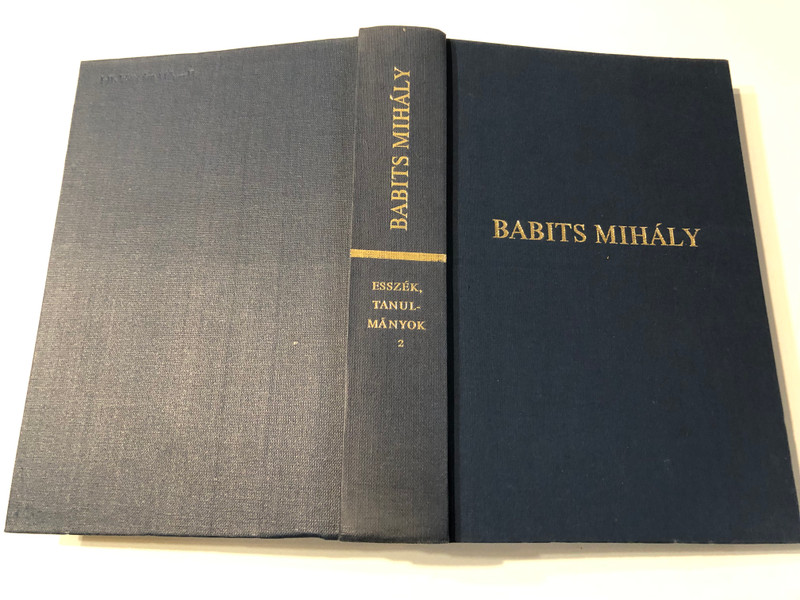 BABITS MIHÁLY
ESSZÉK,
TANUL-
MÁNYOK
2
BABITS MIHÁLY